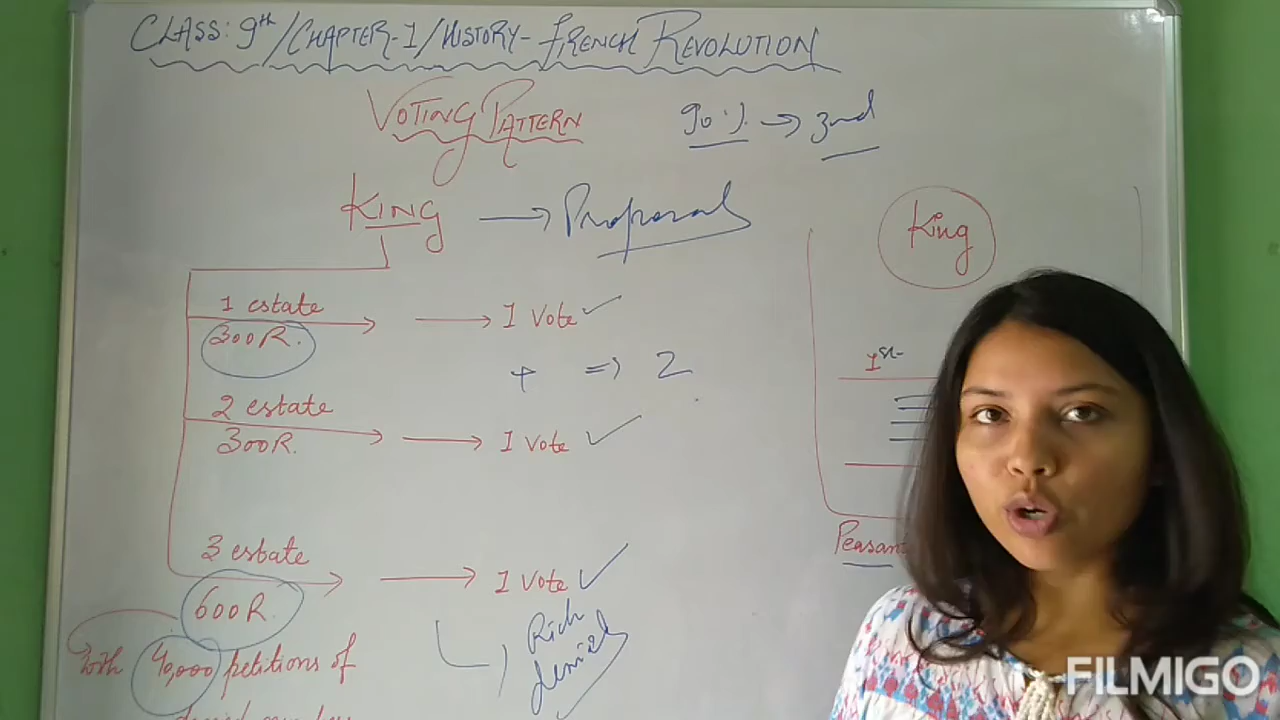 CLASS: 9th/CHAPTER-1/HISTORY-FRENCH REVOLUTION
VOTING PATTERN
90% → 3rd
KING → Proposal
King
1 estate → 1 Vote ✓
300R.
+ ⇒ 2
1st
2 estate → 1 Vote ✓
300R.
Peasan
3 estate → 1 Vote ✓
600R.
Rich
denied
with 40,000 petitions of
FILMIGO